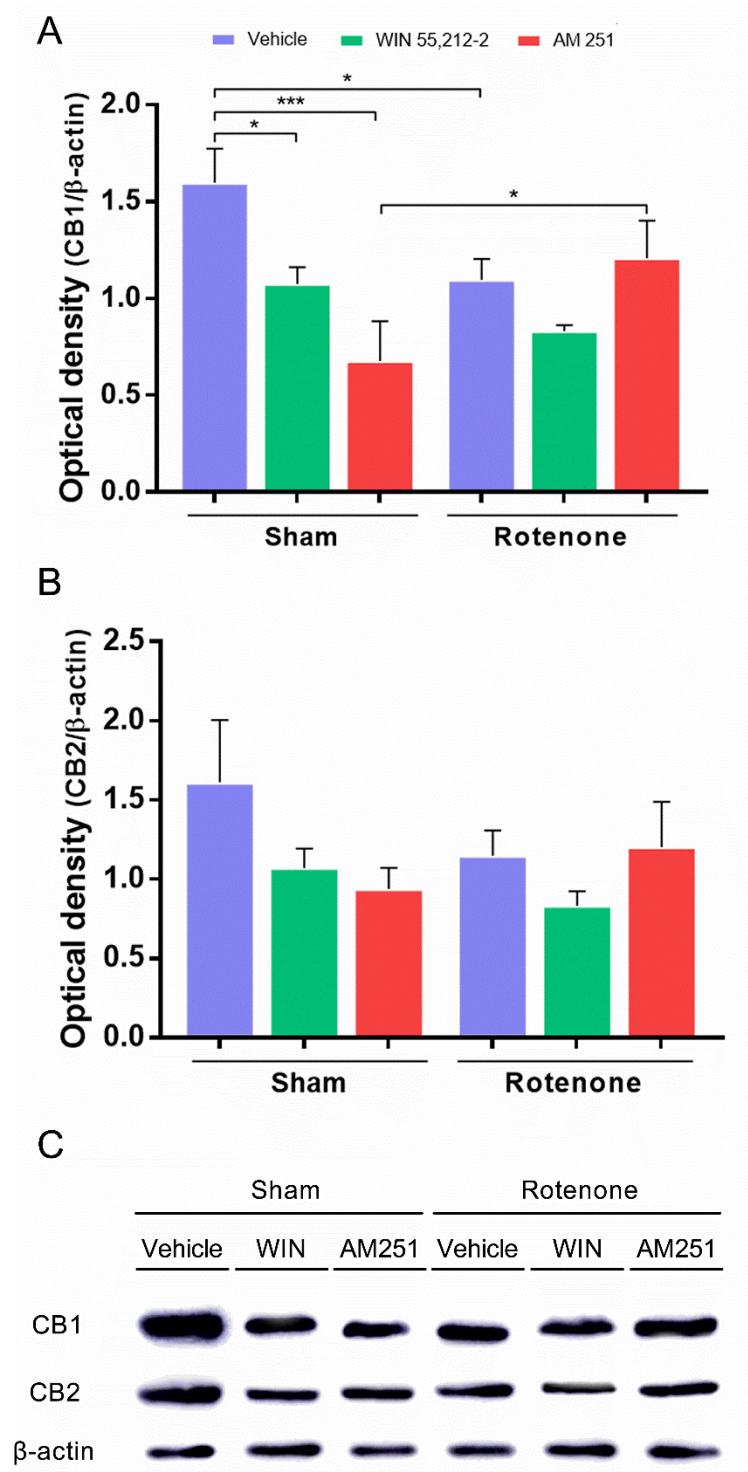 A
Vehicle WIN 55,212-2 AM 251
Optical density (CB1/β-actin)
2.0
1.5
1.0
0.5
0.0
*
***
*
*
Sham Rotenone
B
Optical density (CB2/β-actin)
2.5
2.0
1.5
1.0
0.5
0.0
Sham Rotenone
C
Sham Rotenone
Vehicle WIN AM251 Vehicle WIN AM251
CB1
CB2
β-actin